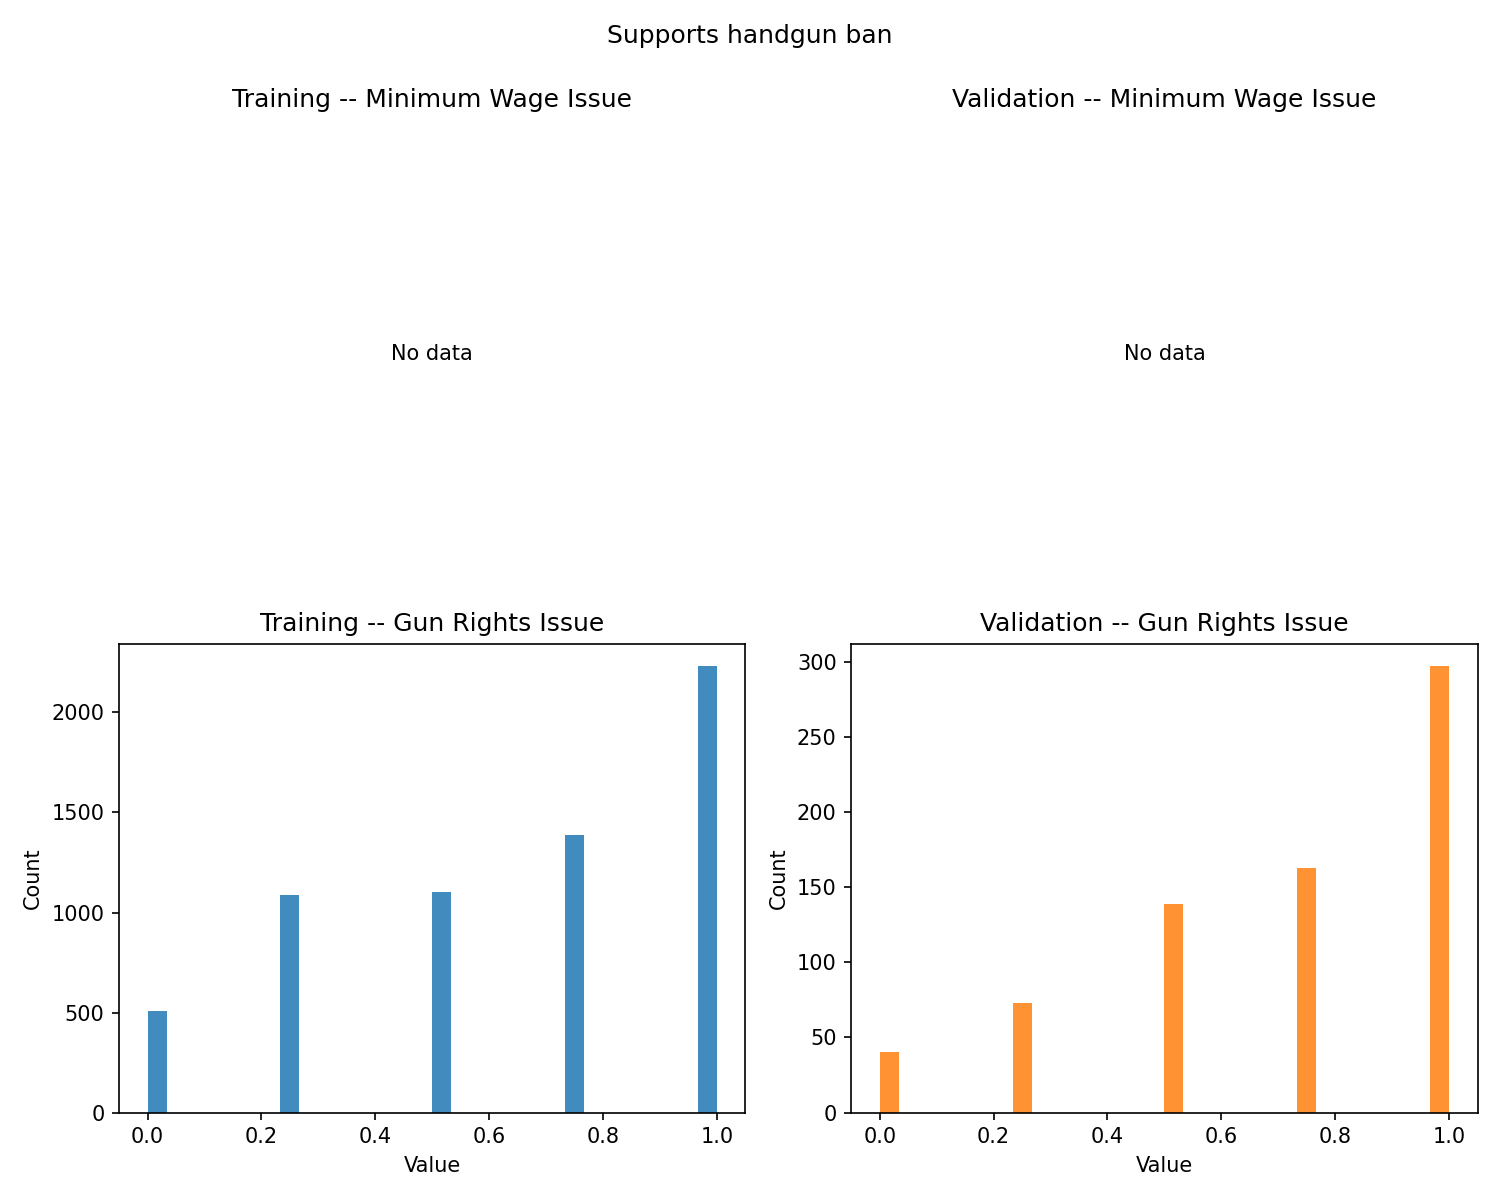 Supports handgun ban
Training -- Minimum Wage Issue
Validation -- Minimum Wage Issue
No data
No data
Training -- Gun Rights Issue
Validation -- Gun Rights Issue
Count
2000
1500
1000
500
0
0.0 0.2 0.4 0.6 0.8 1.0
Value
Count
300
250
200
150
100
50
0
0.0 0.2 0.4 0.6 0.8 1.0
Value